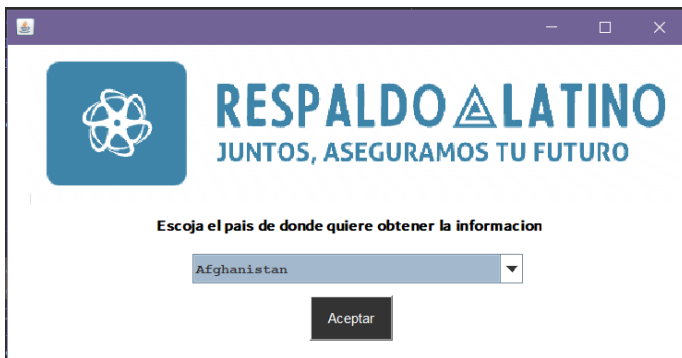 RESPALDO LATINO
JUNTOS, ASEGURAMOS TU FUTURO
Escoja el pais de donde quiere obtener la informacion
Afghanistan
Aceptar